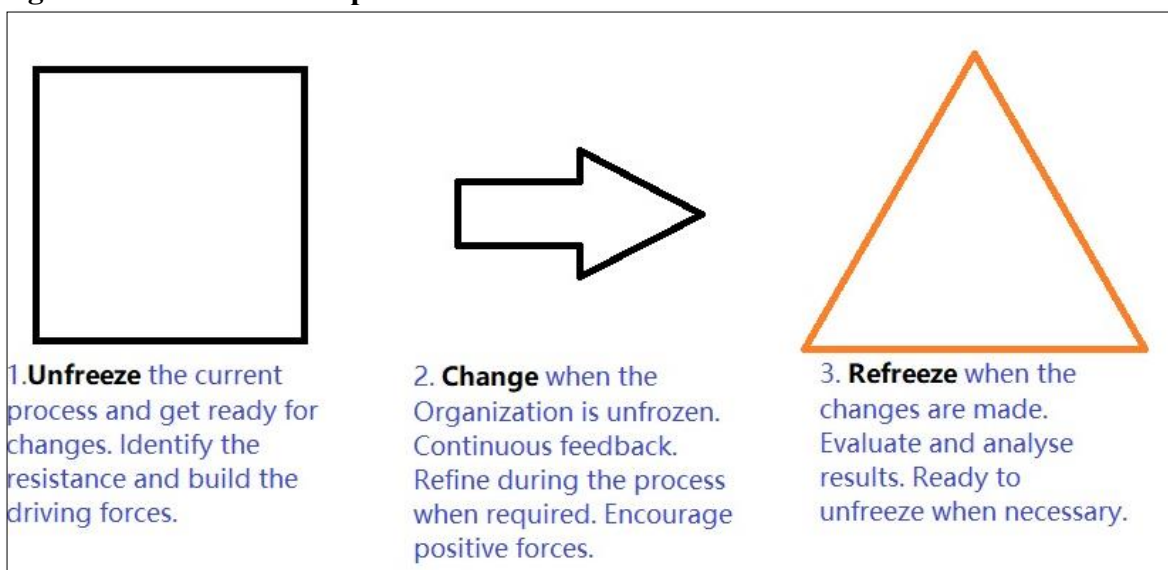 1.Unfreeze the current
process and get ready for
changes. Identify the
resistance and build the
driving forces.
2. Change when the
Organization is unfrozen.
Continuous feedback.
Refine during the process
when required. Encourage
positive forces.
3. Refreeze when the
changes are made.
Evaluate and analyse
results. Ready to
unfreeze when necessary.